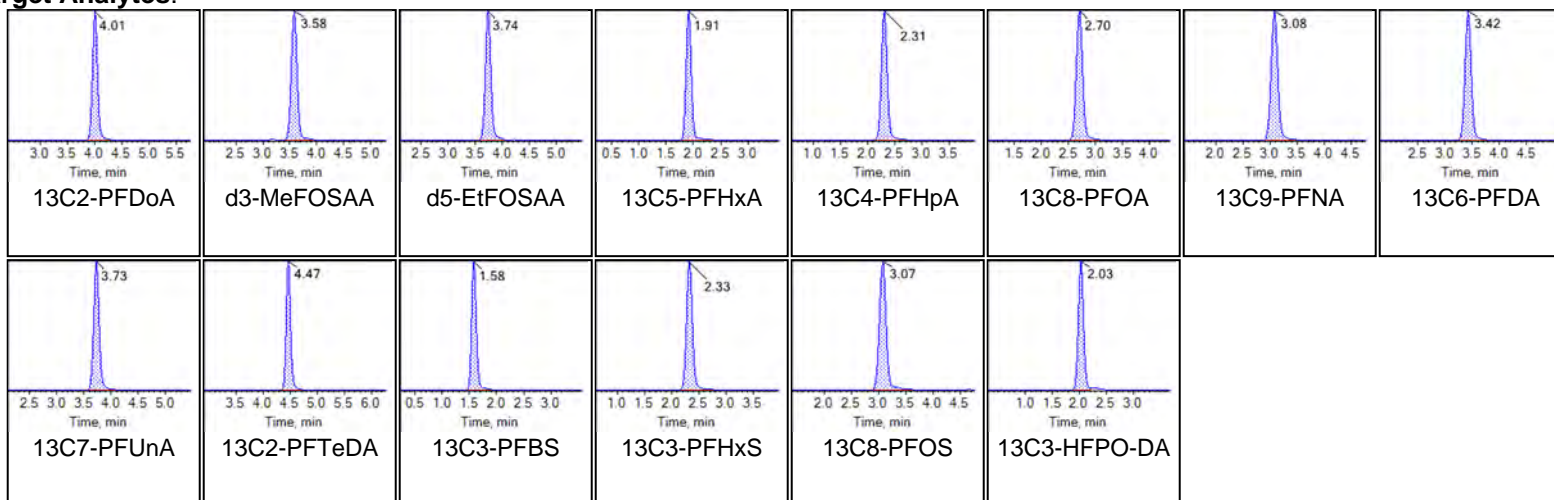 rget Analytes:
4.01 3.58 3.74 1.91 2.31 2.70 3.08 3.42
3.0 3.5 4.0 4.5 5.0 5.5 2.5 3.0 3.5 4.0 4.5 5.0 2.5 3.0 3.5 4.0 4.5 5.0 0.5 1.0 1.5 2.0 2.5 3.0 1.0 1.5 2.0 2.5 3.0 3.5 1.5 2.0 2.5 3.0 3.5 4.0 2.0 2.5 3.0 3.5 4.0 4.5 2.5 3.0 3.5 4.0 4.5
Time, min Time, min Time, min Time, min Time, min Time, min Time, min Time, min
13C2-PFDoA d3-MeFOSAA d5-EtFOSAA 13C5-PFHxA 13C4-PFHpA 13C8-PFOA 13C9-PFNA 13C6-PFDA
3.73 4.47 1.58 2.33 3.07 2.03
2.5 3.0 3.5 4.0 4.5 5.0 3.5 4.0 4.5 5.0 5.5 6.0 0.5 1.0 1.5 2.0 2.5 3.0 1.0 1.5 2.0 2.5 3.0 3.5 2.0 2.5 3.0 3.5 4.0 4.5 1.0 1.5 2.0 2.5 3.0
Time, min Time, min Time, min Time, min Time, min Time, min
13C7-PFUnA 13C2-PFTeDA 13C3-PFBS 13C3-PFHxS 13C8-PFOS 13C3-HFPO-DA